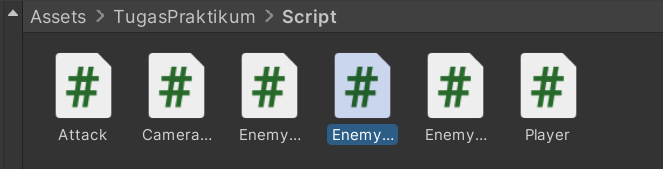 Assets > TugasPraktikum > Script
Attack Camera... Enemy... Enemy... Enemy... Player